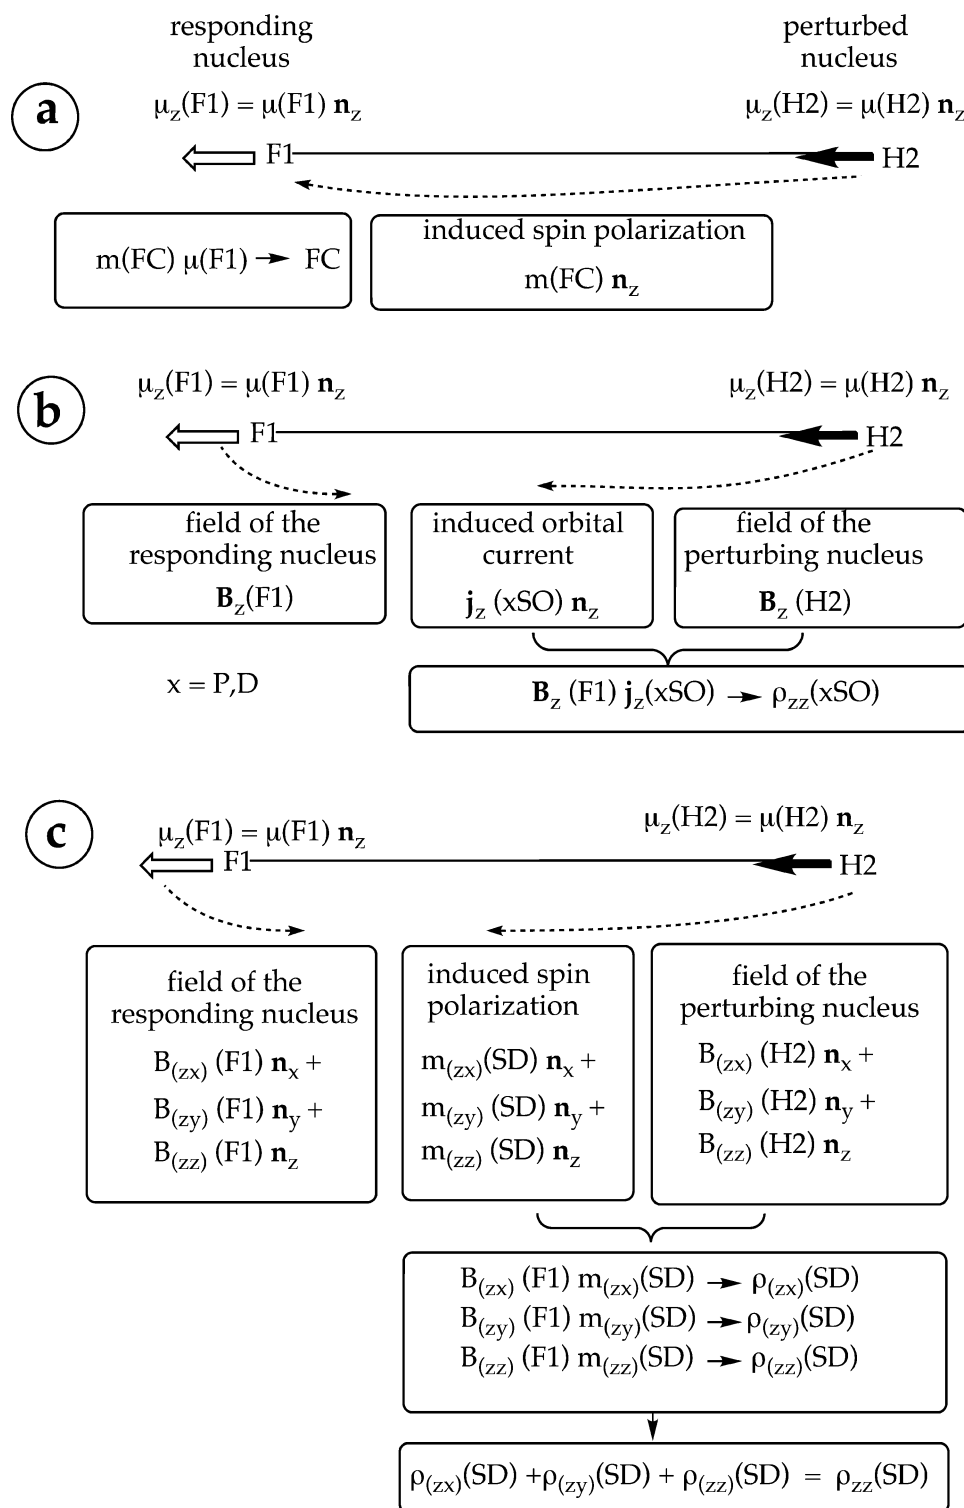 responding
nucleus
perturbed
nucleus
a
μz(F1) = μ(F1) nz
μz(H2) = μ(H2) nz
F1
H2
m(FC) μ(F1) → FC
induced spin polarization
m(FC) nz
b
μz(F1) = μ(F1) nz
μz(H2) = μ(H2) nz
F1
H2
field of the
responding nucleus
Bz(F1)
induced orbital
current
jz (xSO) nz
field of the
perturbing nucleus
Bz (H2)
x = P,D
Bz (F1) jz(xSO) → ρzz(xSO)
c
μz(F1) = μ(F1) nz
μz(H2) = μ(H2) nz
F1
H2
field of the
responding nucleus
B(zx) (F1) nx +
B(zy) (F1) ny +
B(zz) (F1) nz
induced spin
polarization
m(zx)(SD) nx +
m(zy) (SD) ny +
m(zz) (SD) nz
field of the
perturbing nucleus
B(zx) (H2) nx +
B(zy) (H2) ny +
B(zz) (H2) nz
B(zx) (F1) m(zx)(SD) → ρ(zx)(SD)
B(zy) (F1) m(zy)(SD) → ρ(zy)(SD)
B(zz) (F1) m(zz)(SD) → ρ(zz)(SD)
ρ(zx)(SD) +ρ(zy)(SD) + ρ(zz)(SD) = ρzz(SD)